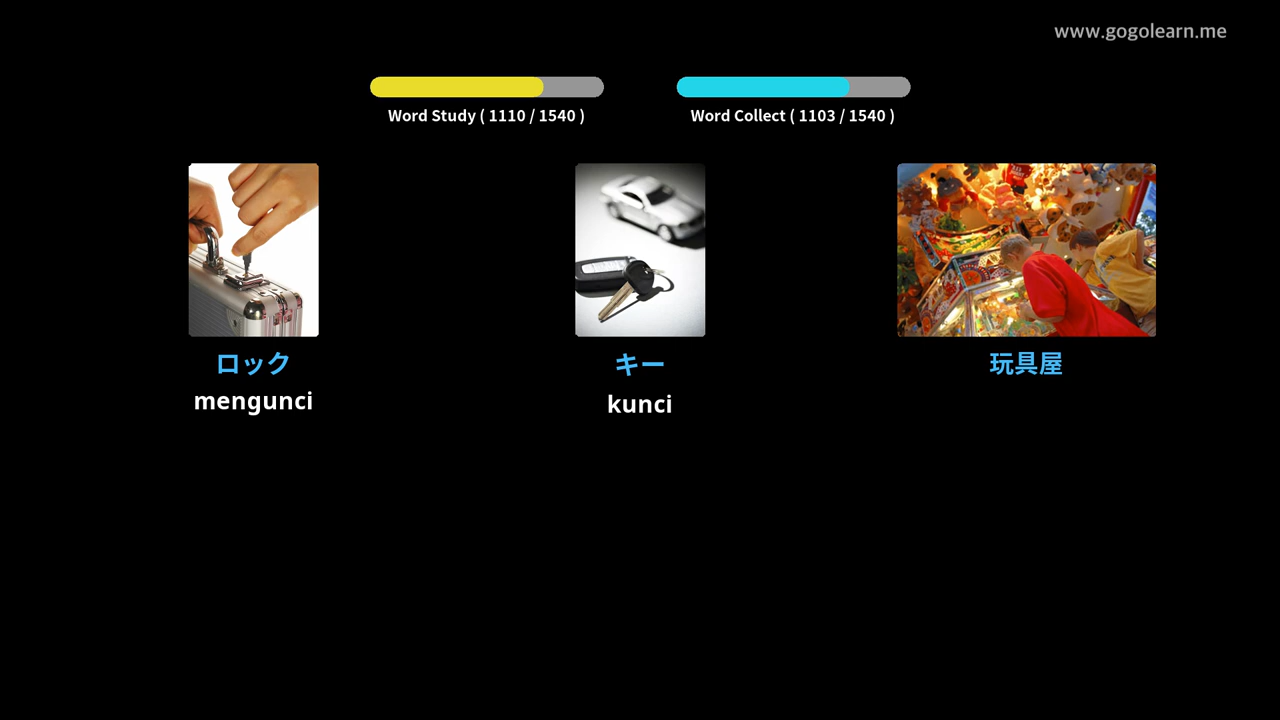 www.gogolearn.me
Word Study ( 1110 / 1540 )
Word Collect ( 1103 / 1540 )
ロック
キー
玩具屋
mengunci
kunci